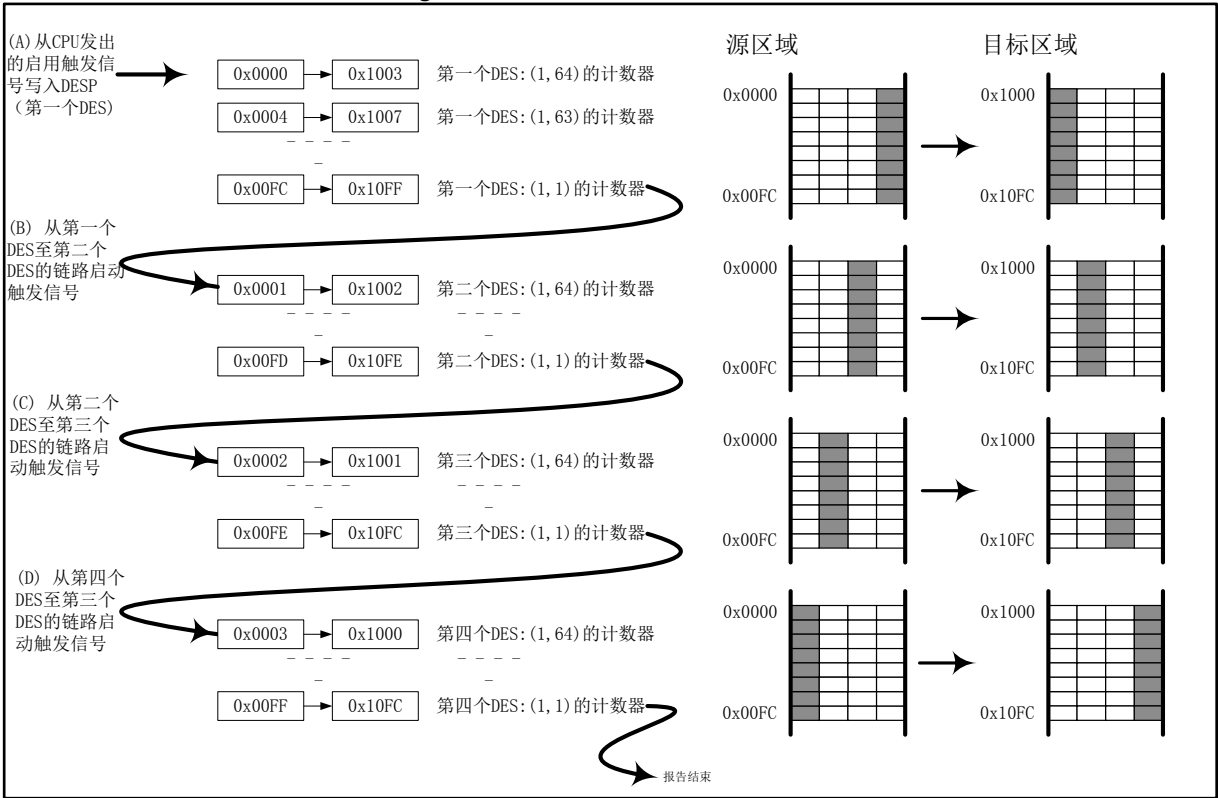 (A)从CPU发出
的启用触发信
号写入DESP
(第一个DES)
0x0000 0x1003 第一个DES:(1,64)的计数器
0x0004 0x1007 第一个DES:(1,63)的计数器
0x00FC 0x10FF 第一个DES:(1,1)的计数器
(B) 从第一个
DES至第二个
DES的链路启动
触发信号
0x0001 0x1002 第二个DES:(1,64)的计数器
0x00FD 0x10FE 第二个DES:(1,1)的计数器
(C) 从第二个
DES至第三个
DES的链路启
动触发信号
0x0002 0x1001 第三个DES:(1,64)的计数器
0x00FE 0x10FC 第三个DES:(1,1)的计数器
(D) 从第四个
DES至第三个
DES的链路启
动触发信号
0x0003 0x1000 第四个DES:(1,64)的计数器
0x00FF 0x10FC 第四个DES:(1,1)的计数器
报告结束
源区域 目标区域
0x0000 0x1000
0x00FC 0x10FC
0x0000 0x1000
0x00FC 0x10FC
0x0000 0x1000
0x00FC 0x10FC
0x0000 0x1000
0x00FC 0x10FC